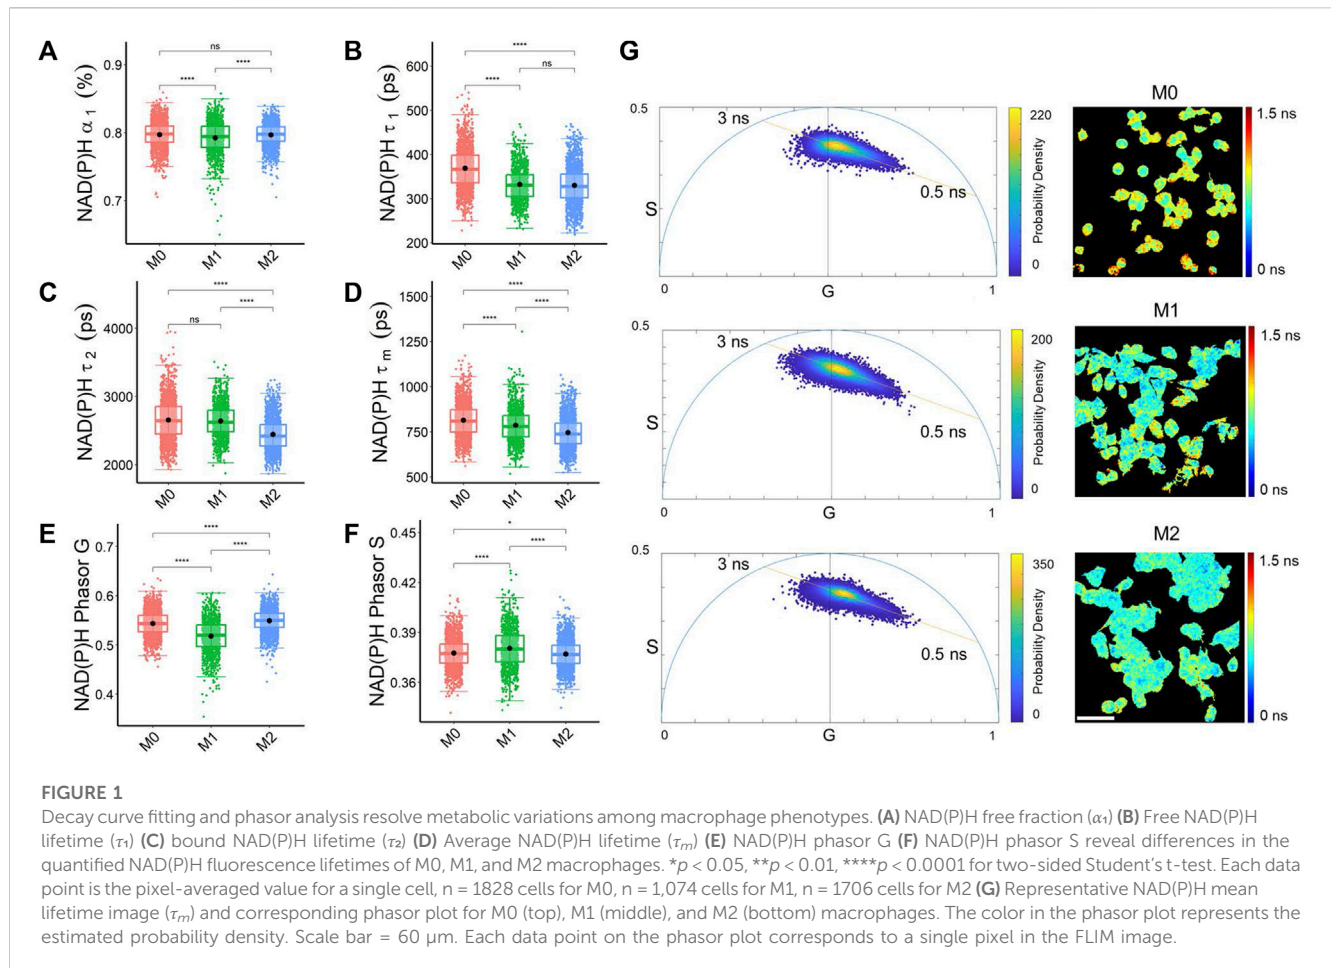 A
NAD(P)H α 1 (%)
0.9
0.8
0.7
ns
****
****
M0
M1
M2
B
NAD(P)H τ 1 (ps)
600
500
400
300
200
****
ns
****
M0
M1
M2
C
NAD(P)H τ 2 (ps)
4000
3000
2000
****
****
ns
M0
M1
M2
D
NAD(P)H τ m (ps)
1500
1250
1000
750
500
****
****
****
M0
M1
M2
E
NAD(P)H Phasor G
0.7
0.6
0.5
0.4
****
****
****
M0
M1
M2
F
NAD(P)H Phasor S
0.45
0.42
0.39
0.36
*
****
****
M0
M1
M2
G
0.5
3 ns
0.5 ns
S
0
G
1
220
Probability Density
0
M0
1.5 ns
0 ns
0.5
3 ns
0.5 ns
S
0
G
1
200
Probability Density
0
M1
1.5 ns
0 ns
0.5
3 ns
0.5 ns
S
0
G
1
350
Probability Density
0
M2
1.5 ns
0 ns
FIGURE 1
Decay curve fitting and phasor analysis resolve metabolic variations among macrophage phenotypes. (A) NAD(P)H free fraction (α₁) (B) Free NAD(P)H
lifetime (τ₁) (C) bound NAD(P)H lifetime (τ₂) (D) Average NAD(P)H lifetime (τₘ) (E) NAD(P)H phasor G (F) NAD(P)H phasor S reveal differences in the
quantified NAD(P)H fluorescence lifetimes of M0, M1, and M2 macrophages. *p < 0.05, **p < 0.01, ****p < 0.0001 for two-sided Student's t-test. Each data
point is the pixel-averaged value for a single cell, n = 1828 cells for M0, n = 1,074 cells for M1, n = 1706 cells for M2 (G) Representative NAD(P)H mean
lifetime image (τₘ) and corresponding phasor plot for M0 (top), M1 (middle), and M2 (bottom) macrophages. The color in the phasor plot represents the
estimated probability density. Scale bar = 60 μm. Each data point on the phasor plot corresponds to a single pixel in the FLIM image.